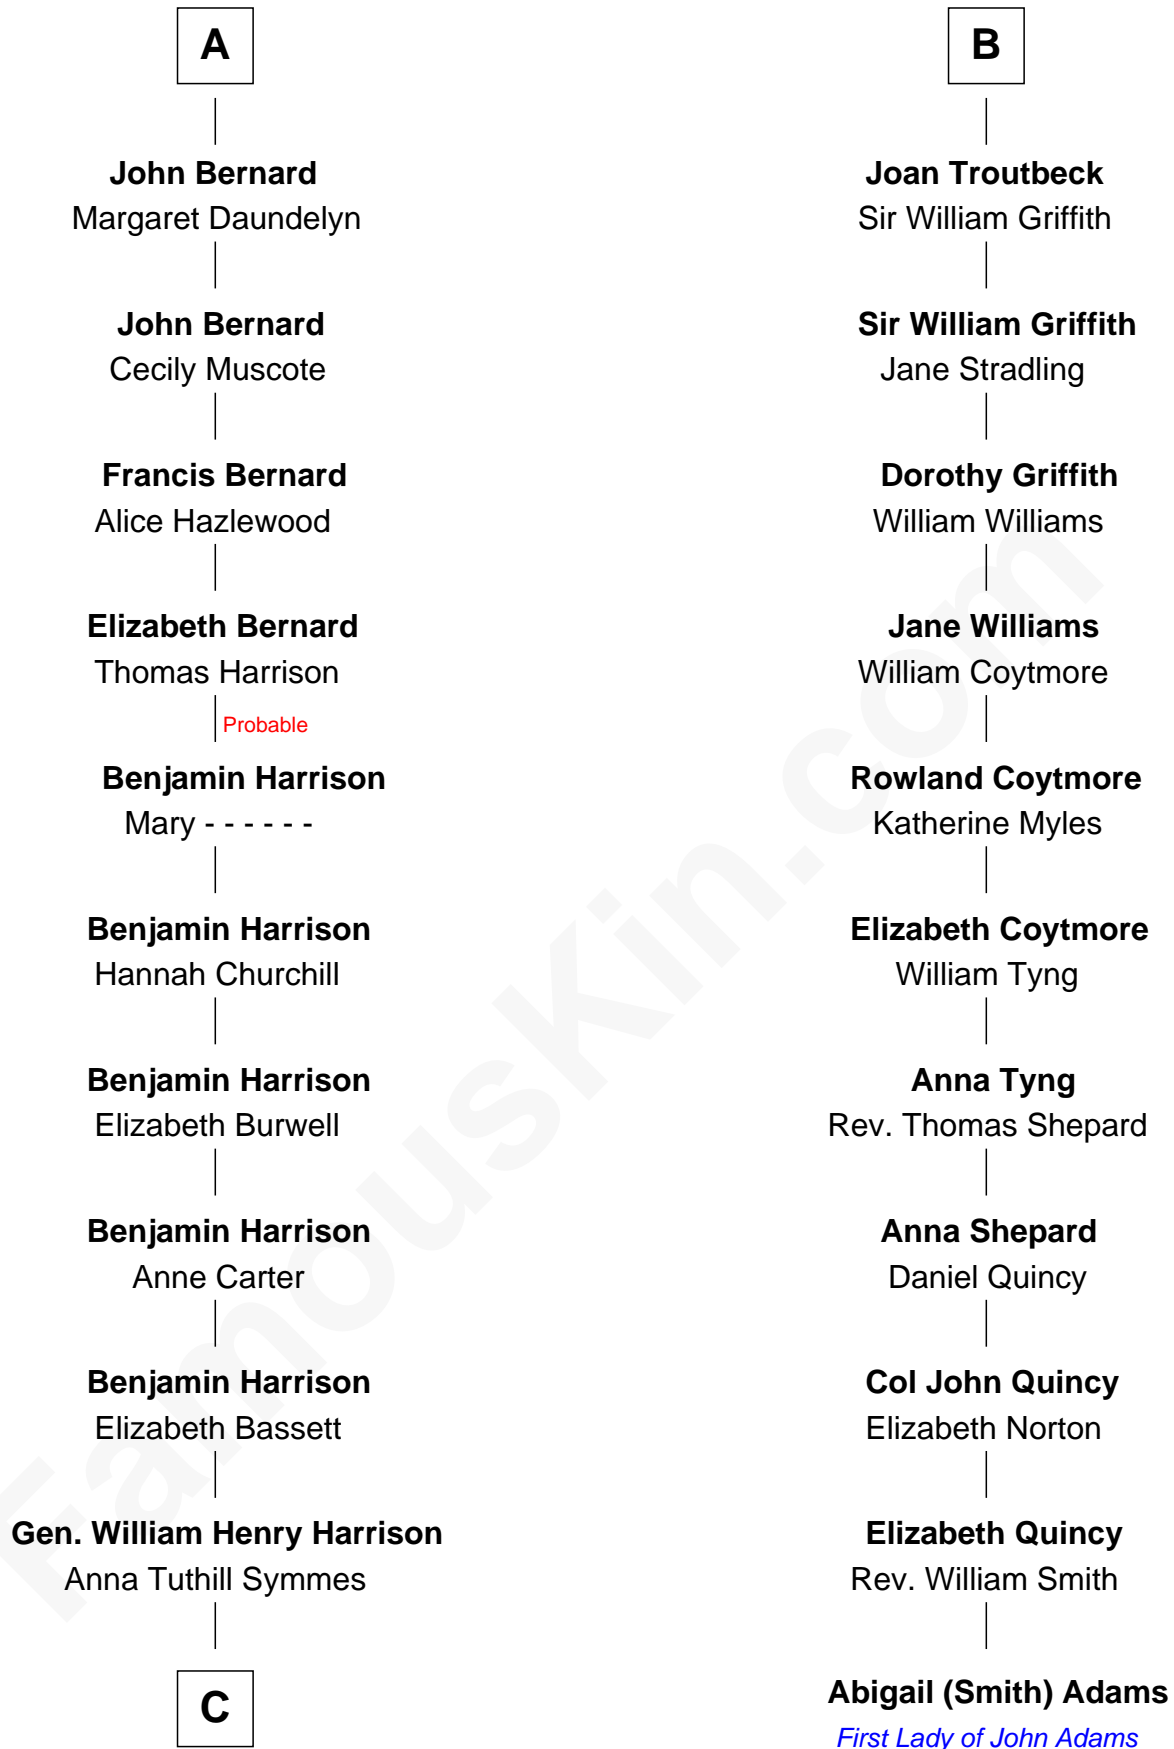 A
John Bernard
Margaret Daundelyn
John Bernard
Cecily Muscote
Francis Bernard
Alice Hazlewood
Elizabeth Bernard
Thomas Harrison
Probable
Benjamin Harrison
Mary - - - - - -
Benjamin Harrison
Hannah Churchill
Benjamin Harrison
Elizabeth Burwell
Benjamin Harrison
Anne Carter
Benjamin Harrison
Elizabeth Bassett
Gen. William Henry Harrison
Anna Tuthill Symmes
C
B
Joan Troutbeck
Sir William Griffith
Sir William Griffith
Jane Stradling
Dorothy Griffith
William Williams
Jane Williams
William Coytmore
Rowland Coytmore
Katherine Myles
Elizabeth Coytmore
William Tyng
Anna Tyng
Rev. Thomas Shepard
Anna Shepard
Daniel Quincy
Col John Quincy
Elizabeth Norton
Elizabeth Quincy
Rev. William Smith
Abigail (Smith) Adams
First Lady of John Adams
FamousKin.com